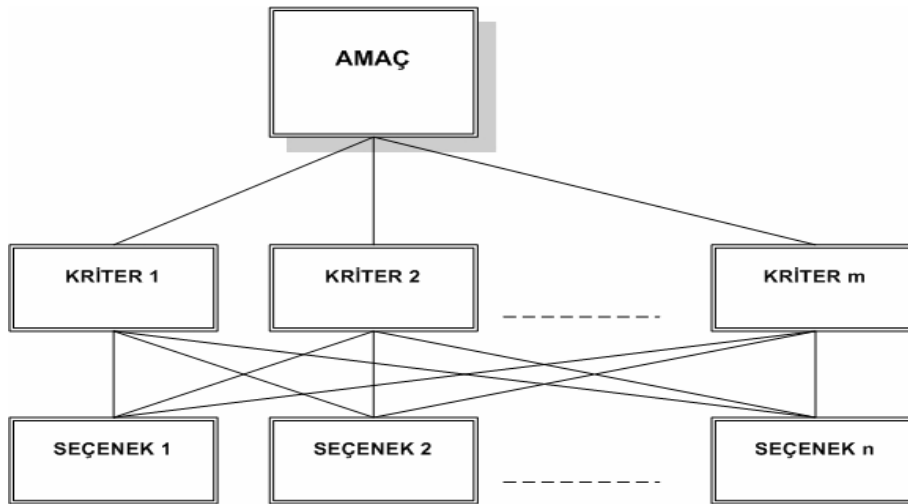 AMAÇ
KRİTER 1
KRİTER 2
KRİTER m
SEÇENEK 1
SEÇENEK 2
SEÇENEK n